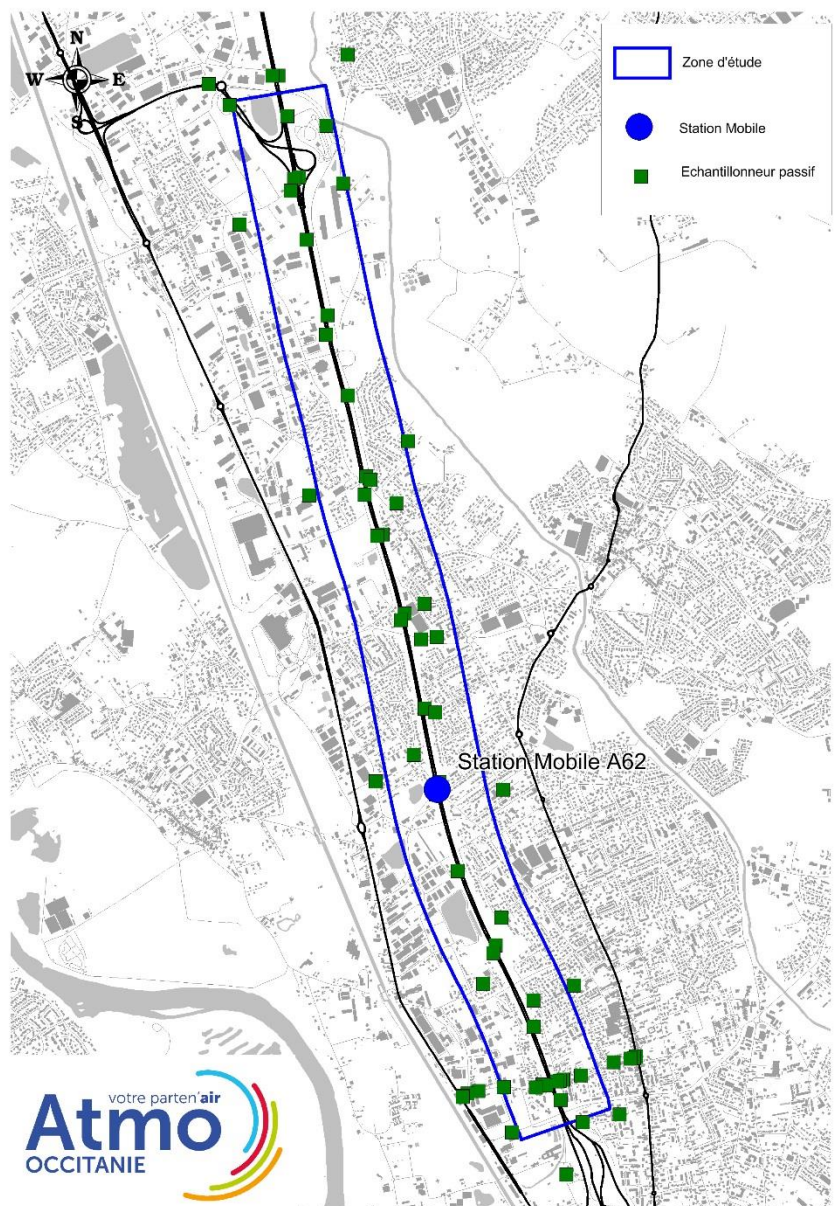 N
W E
S
Zone d'étude
Station Mobile
Echantillonneur passif
Station Mobile A62
votre parten'air
Atmo
OCCITANIE